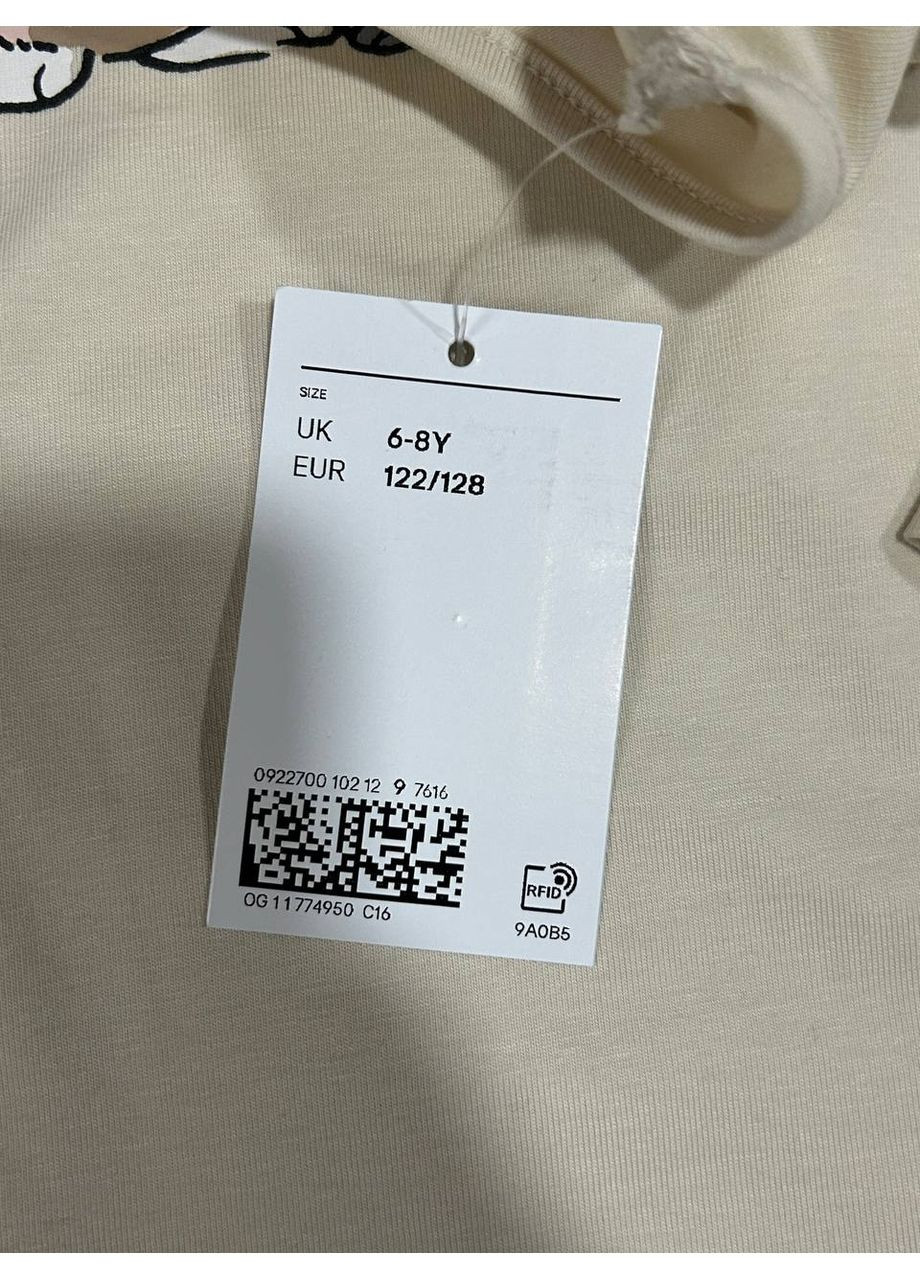 SIZE
UK 6-8Y
EUR 122/128
0922700 102 12 9 7616
OG 11774950 C16
RFID
9A0B5